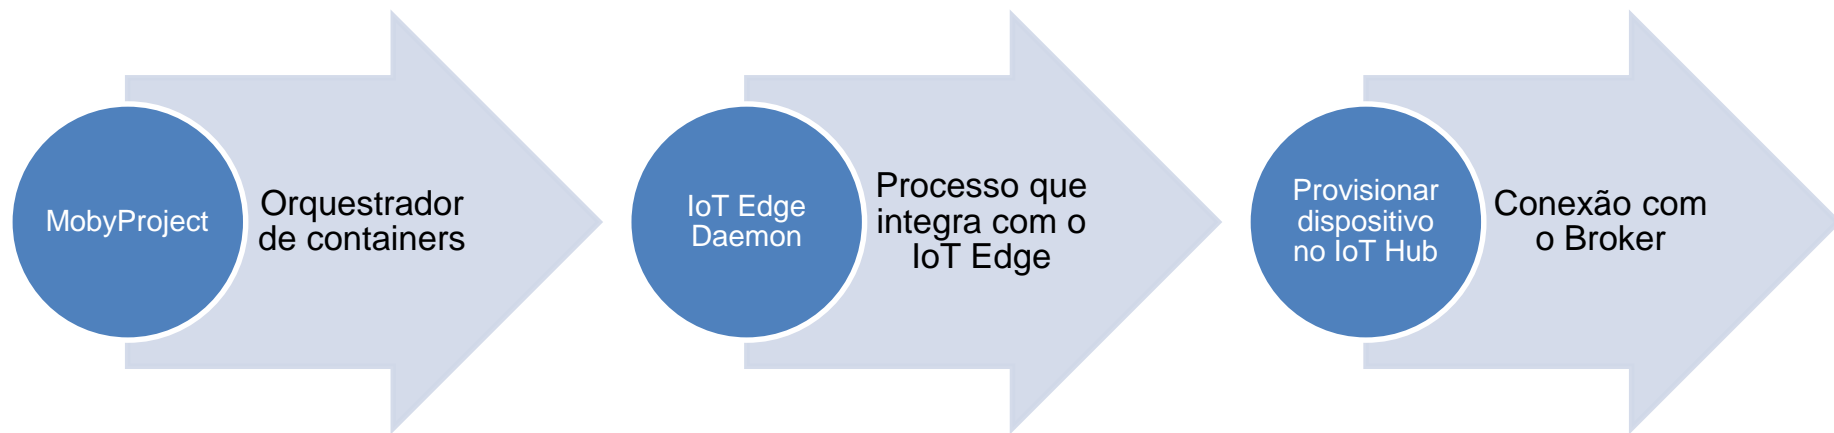 MobyProject
Orquestrador
de containers
IoT Edge
Daemon
Processo que
integra com o
IoT Edge
Provisionar
dispositivo
no IoT Hub
Conexão com
o Broker